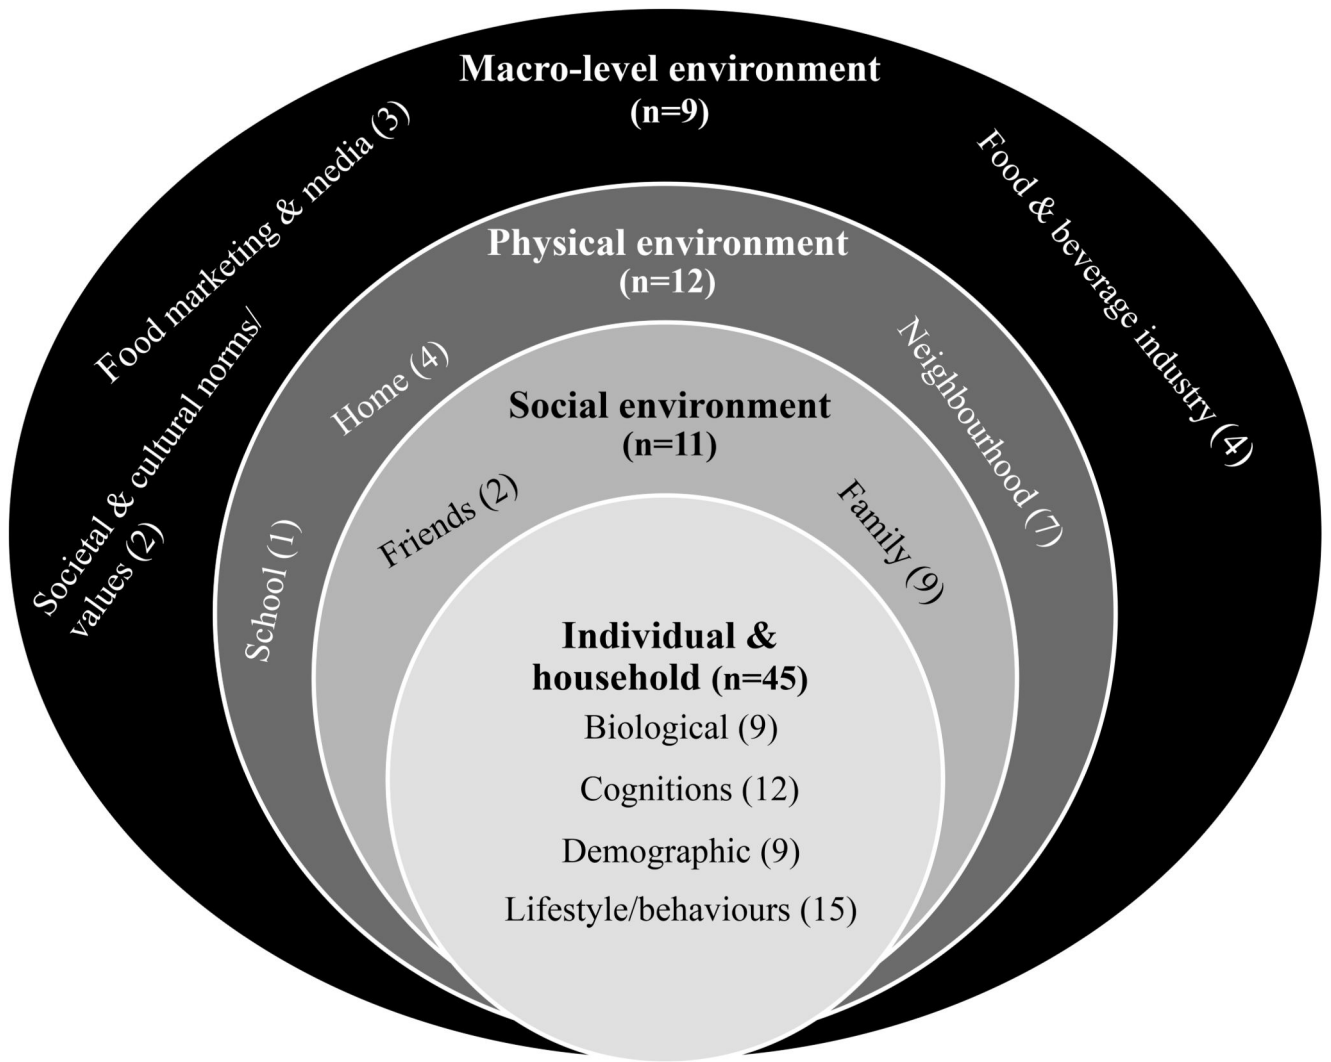 Macro-level environment
(n=9)
Food marketing & media (3)
Societal & cultural norms/
values (2)
Food & beverage industry (4)
Physical environment
(n=12)
Home (4)
School (1)
Neighbourhood (7)
Social environment
(n=11)
Friends (2)
Family (9)
Individual &
household (n=45)
Biological (9)
Cognitions (12)
Demographic (9)
Lifestyle/behaviours (15)